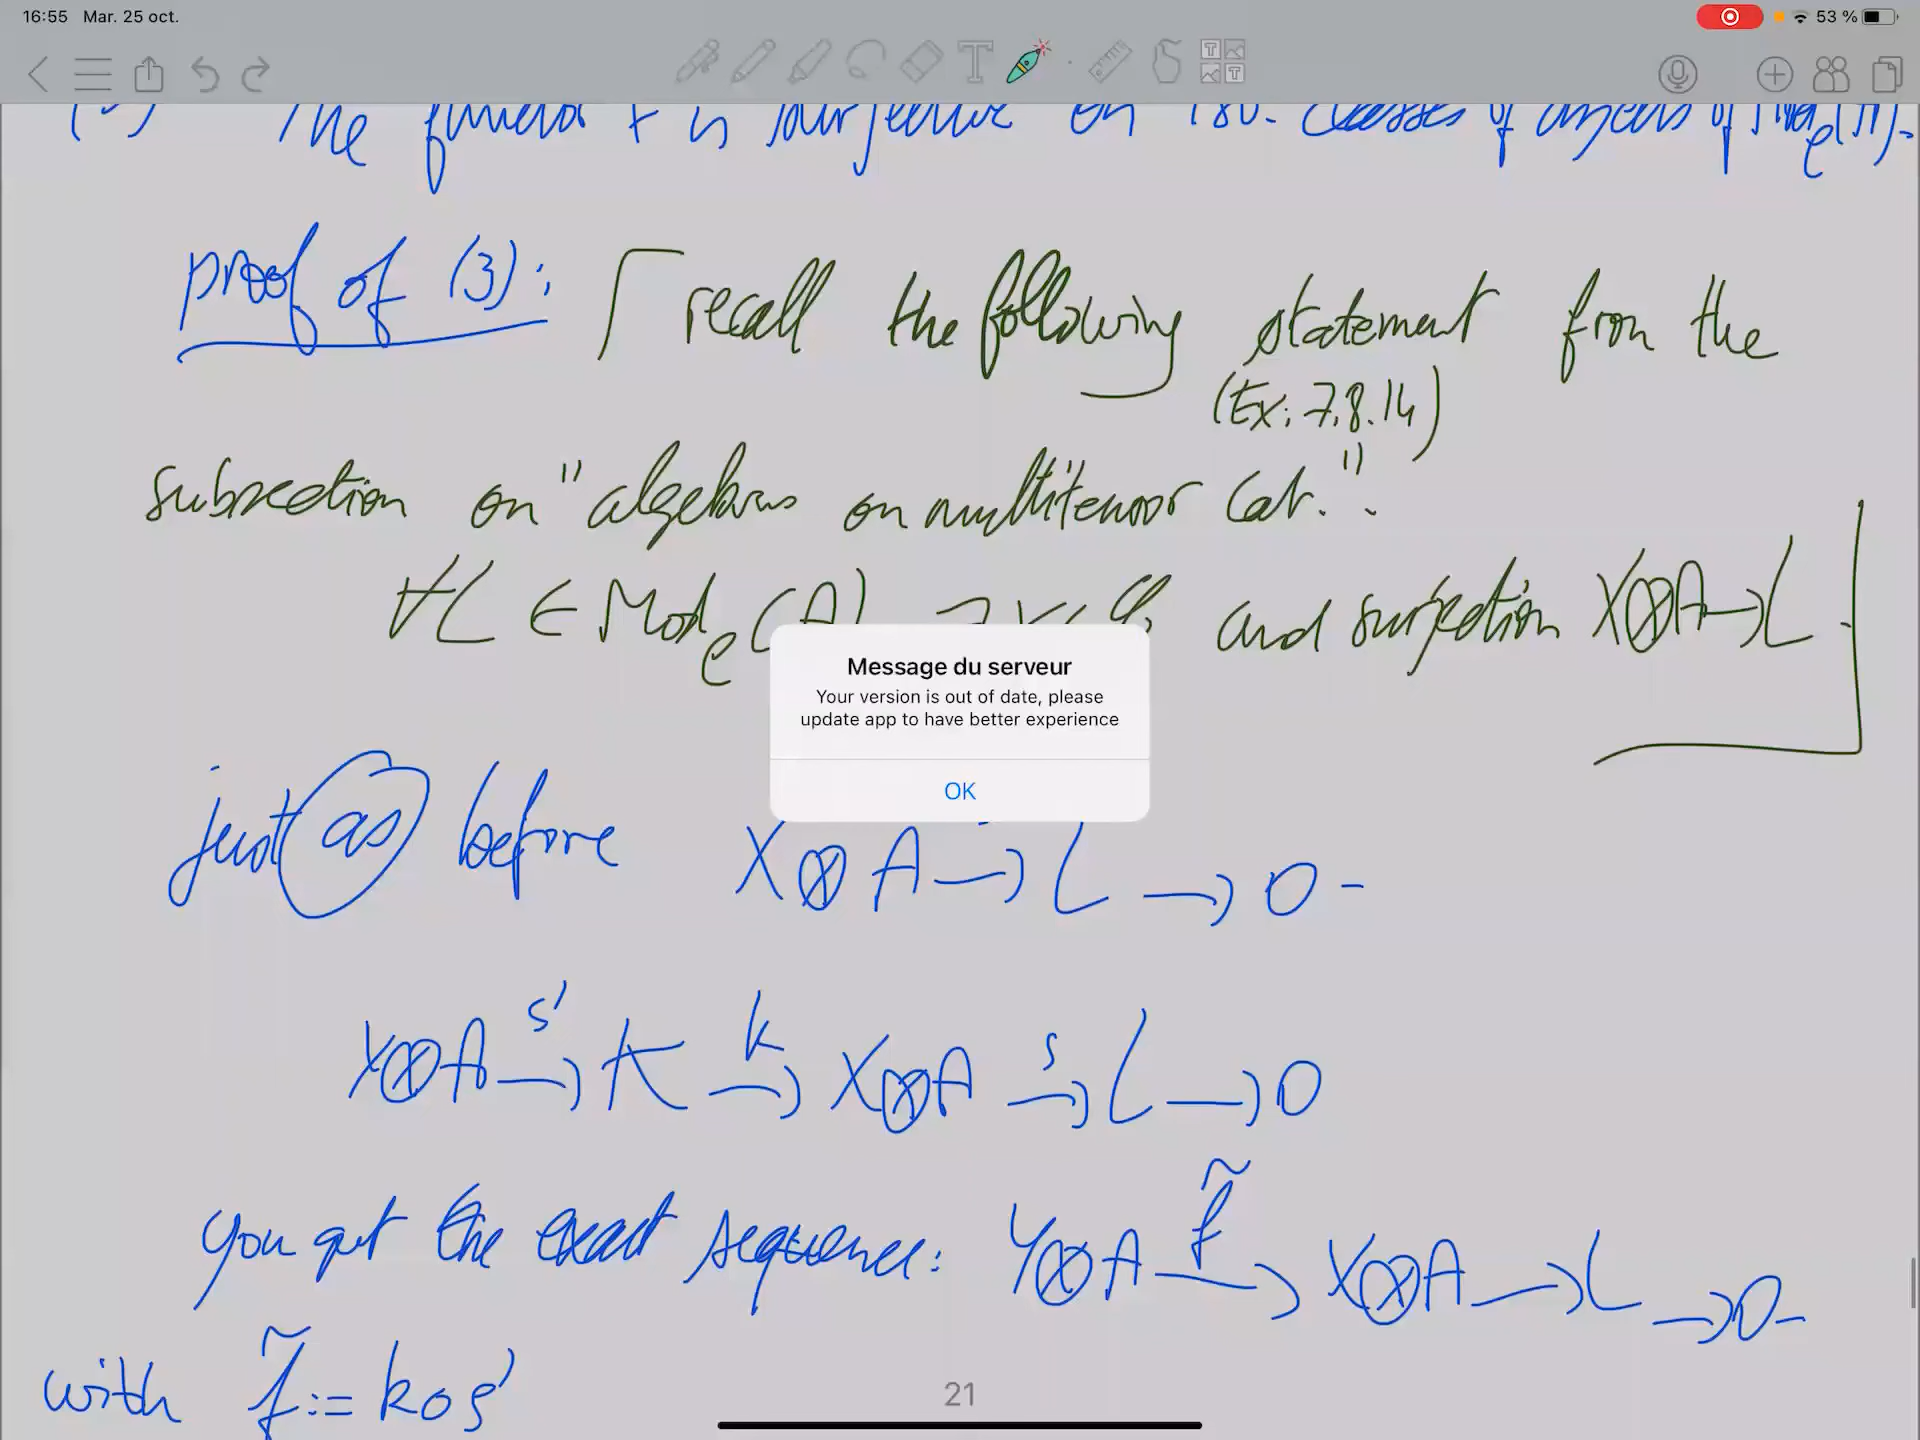 16:55 Mar. 25 oct.
53 %
The functor F is surjective on iso. classes of objects of Mod_C(A).
proof of (3): recall the following statement from the
(Ex: 7.8.14)
subsection on "algebras on multitensor cat.".
∀L ∈ Mod_C(A) and surjection X⊗A→L.
Message du serveur
Your version is out of date, please
update app to have better experience
OK
just as before X⊗A → L → 0 -
X⊗A s'→ K k→ X⊗A s→ L → 0
you get the exact sequence: Y⊗A f̃→ X⊗A → L → 0 -
with f̃ := k∘s'
21